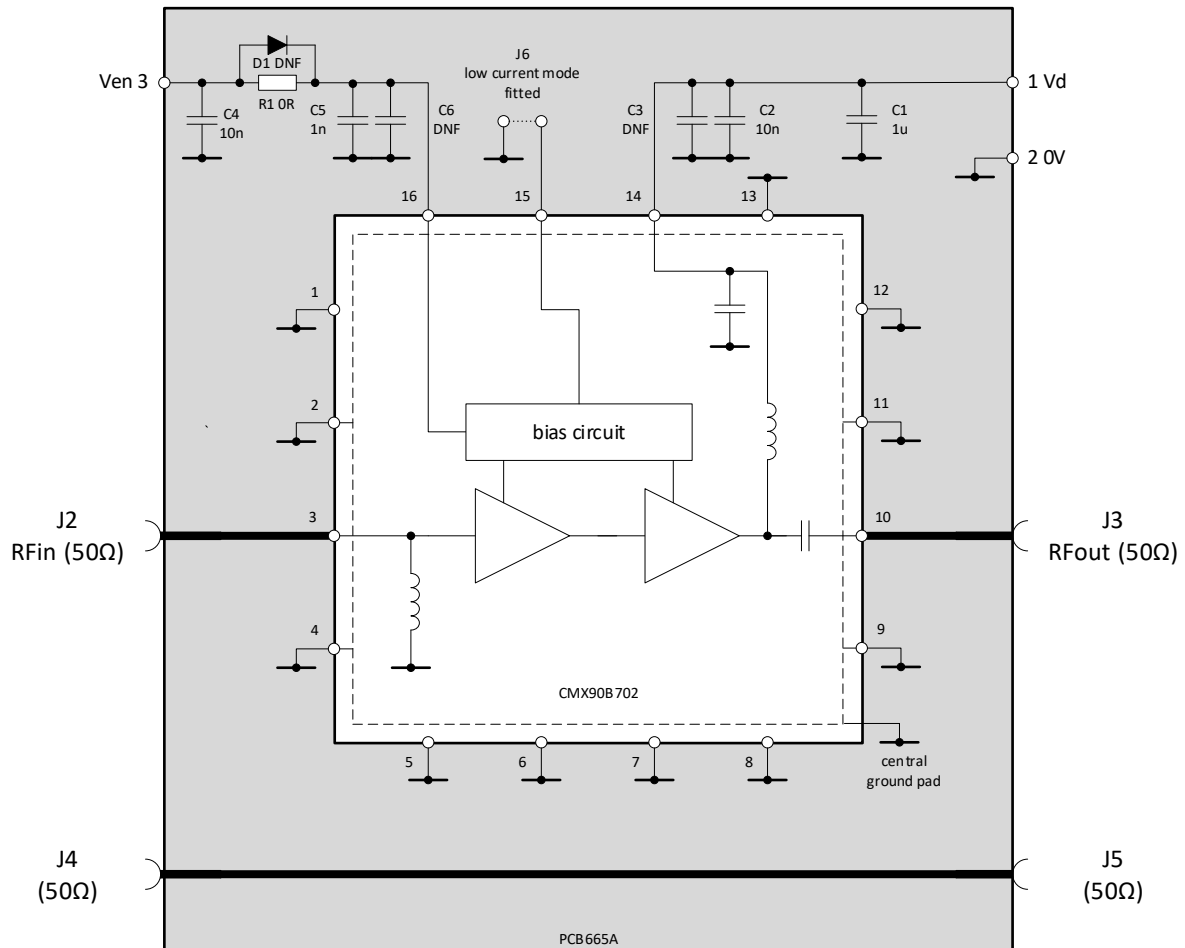 J6
low current mode
fitted
D1 DNF
Ven 3
1 Vd
R1 0R
C4
10n
C5
1n
C6
DNF
C3
DNF
C2
10n
C1
1u
2 0V
16
15
14
13
1
12
2
11
bias circuit
J2
RFin (50Ω)
3
10
J3
RFout (50Ω)
4
9
CMX90B702
5
6
7
8
central
ground pad
J4
(50Ω)
J5
(50Ω)
PCB665A